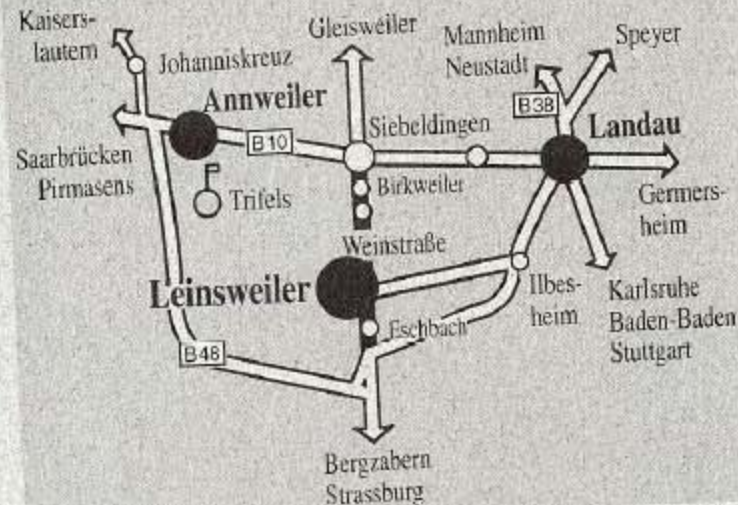 Kaisers-
lautern
Johanniskreuz
Gleisweiler
Mannheim
Neustadt
Speyer
Annweiler
B38
Siebeldingen
Landau
B10
Saarbrücken
Pirmasens
Trifels
Birkweiler
Germers-
heim
Weinstraße
Leinsweiler
Ilbes-
heim
Karlsruhe
Baden-Baden
Stuttgart
Eschbach
B48
Bergzabern
Strassburg